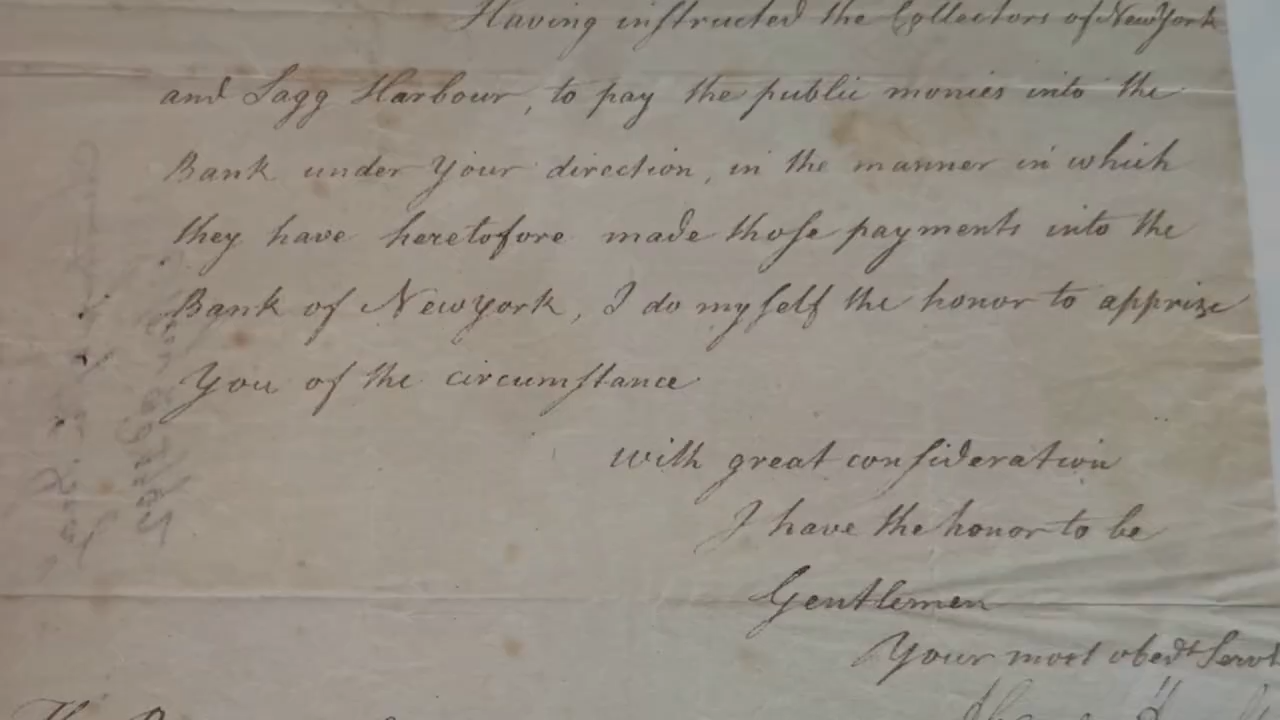 Having instructed the Collectors of New York
and Sagg Harbour, to pay the public monies into the
Bank under Your direction, in the manner in which
they have heretofore made those payments into the
Bank of New York, I do myself the honor to apprize
You of the circumstance
with great consideration
I have the honor to be
Gentlemen
Your most obedt Servt